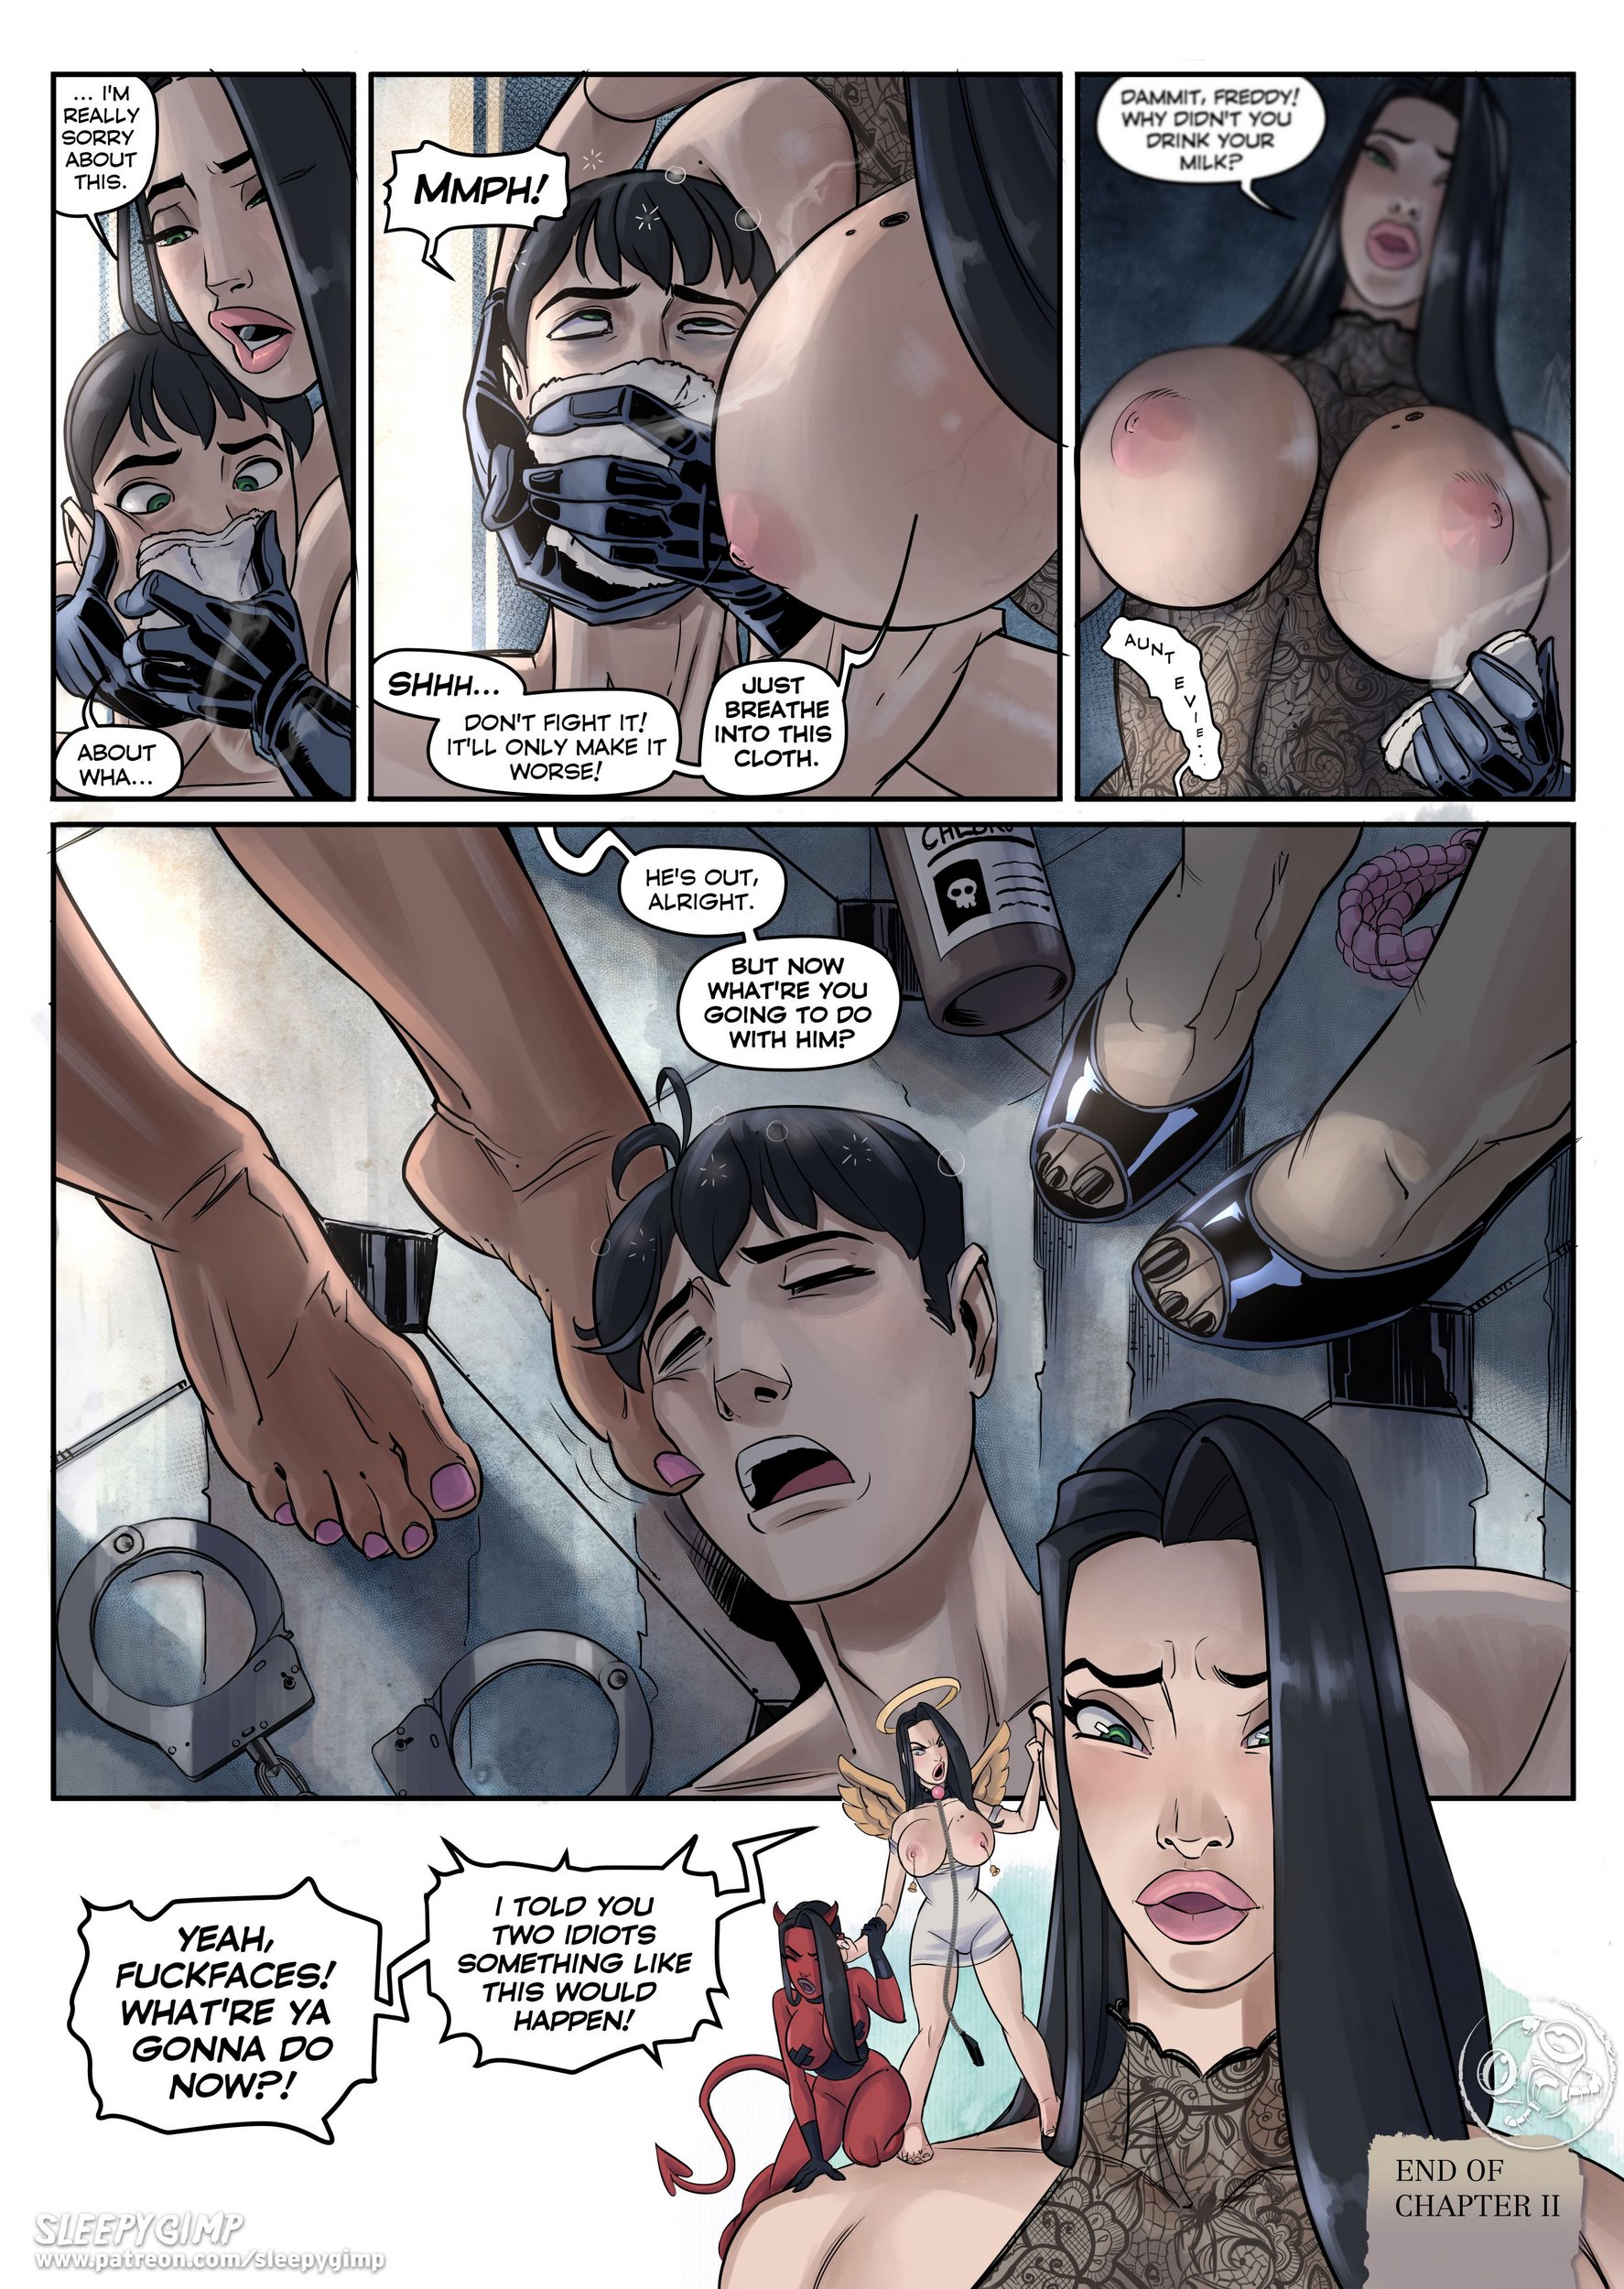 ... I'M
REALLY
SORRY
ABOUT
THIS.
ABOUT
WHA...
MMPH!
SHHH...
DON'T FIGHT IT!
IT'LL ONLY MAKE IT
WORSE!
JUST
BREATHE
INTO THIS
CLOTH.
DAMMIT, FREDDY!
WHY DIDN'T YOU
DRINK YOUR
MILK?
AUNT
EVIE...
HE'S OUT,
ALRIGHT.
BUT NOW
WHAT'RE YOU
GOING TO DO
WITH HIM?
I TOLD YOU
TWO IDIOTS
SOMETHING LIKE
THIS WOULD
HAPPEN!
YEAH,
FUCKFACES!
WHAT'RE YA
GONNA DO
NOW?!
END OF
CHAPTER II
SLEEPYGIMP
www.patreon.com/sleepygimp